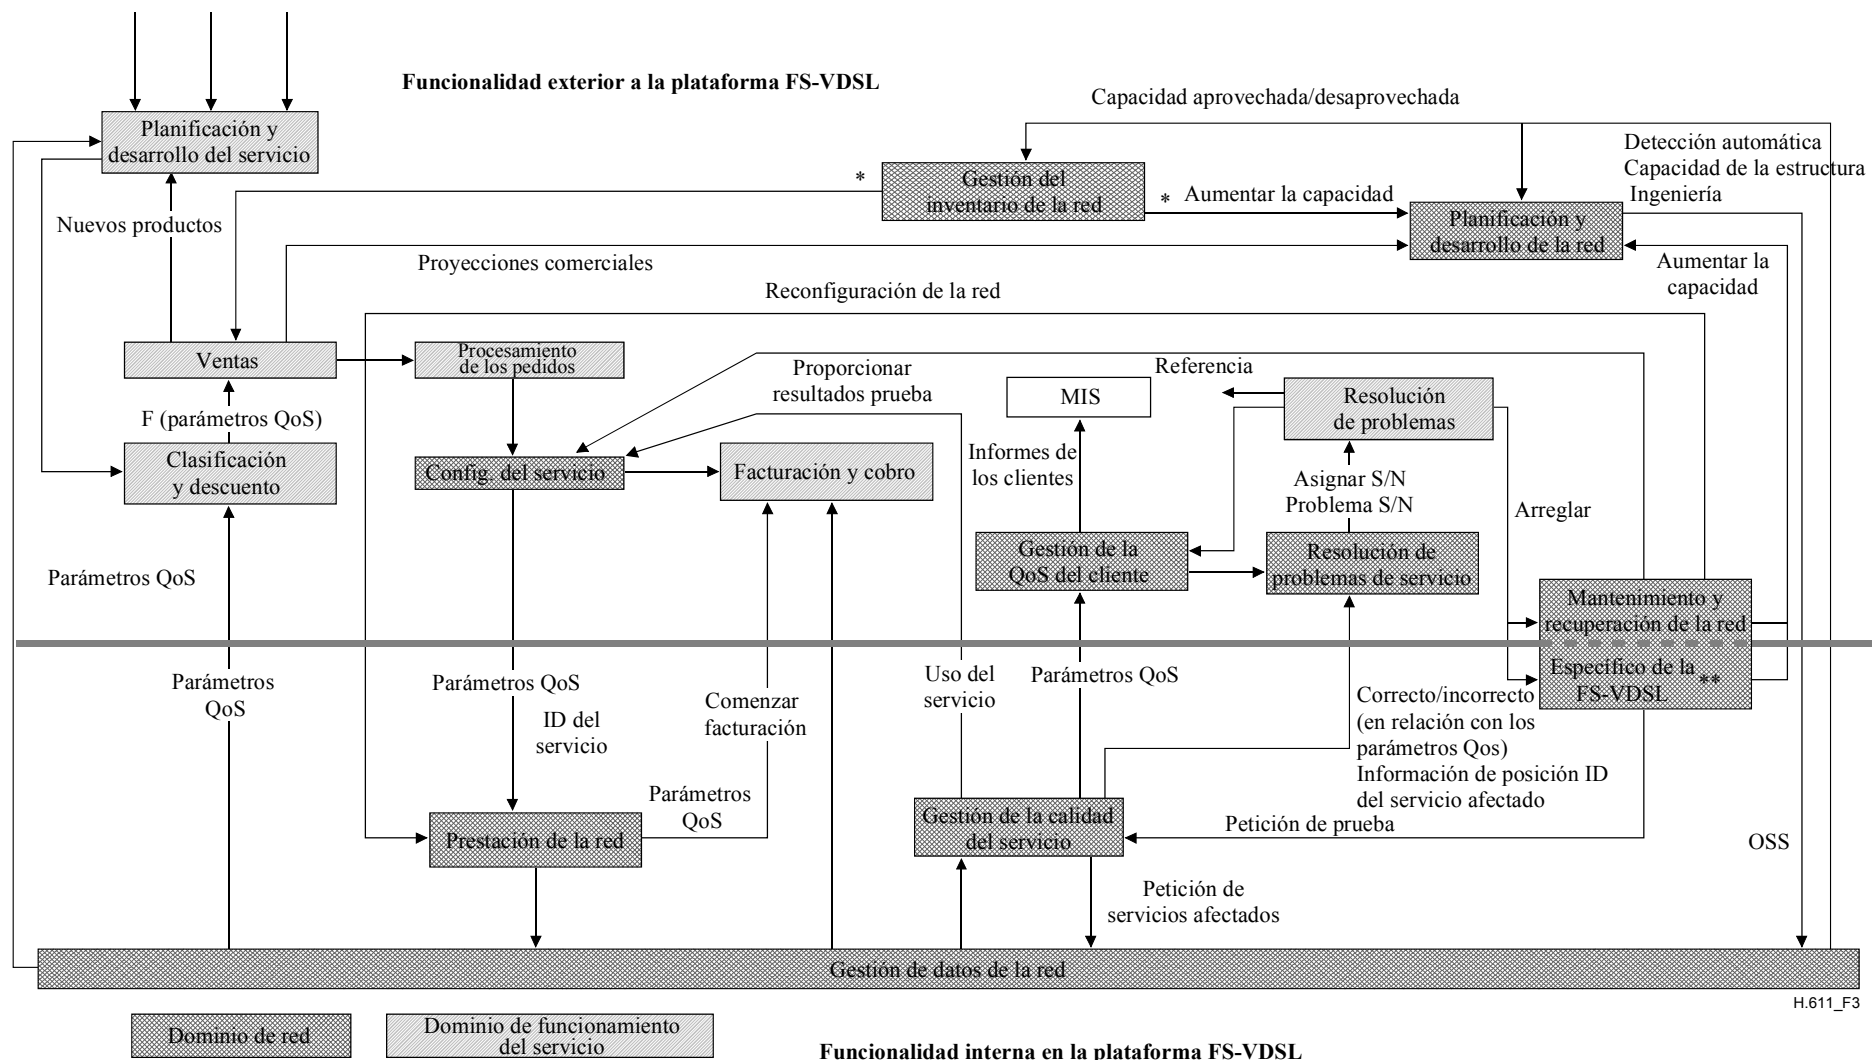 Funcionalidad exterior a la plataforma FS-VDSL
Capacidad aprovechada/desaprovechada
Planificación y
desarrollo del servicio
Detección automática
Capacidad de la estructura
Ingeniería
*
Gestión del
inventario de la red
* Aumentar la capacidad
Planificación y
desarrollo de la red
Nuevos productos
Proyecciones comerciales
Aumentar la
capacidad
Reconfiguración de la red
Ventas
Procesamiento
de los pedidos
Proporcionar
resultados prueba
Referencia
MIS
Resolución
de problemas
F (parámetros QoS)
Clasificación
y descuento
Config. del servicio
Facturación y cobro
Informes de
los clientes
Asignar S/N
Problema S/N
Arreglar
Gestión de la
QoS del cliente
Resolución de
problemas de servicio
Parámetros QoS
Mantenimiento y
recuperación de la red
Específico de la
FS-VDSL
**
Parámetros
QoS
Parámetros QoS
ID del
servicio
Comenzar
facturación
Uso del
servicio
Parámetros QoS
Correcto/incorrecto
(en relación con los
parámetros Qos)
Información de posición ID
del servicio afectado
Parámetros
QoS
Prestación de la red
Gestión de la calidad
del servicio
Petición de prueba
OSS
Petición de
servicios afectados
Gestión de datos de la red
H.611_F3
Dominio de red
Dominio de funcionamiento
del servicio
Funcionalidad interna en la plataforma FS-VDSL